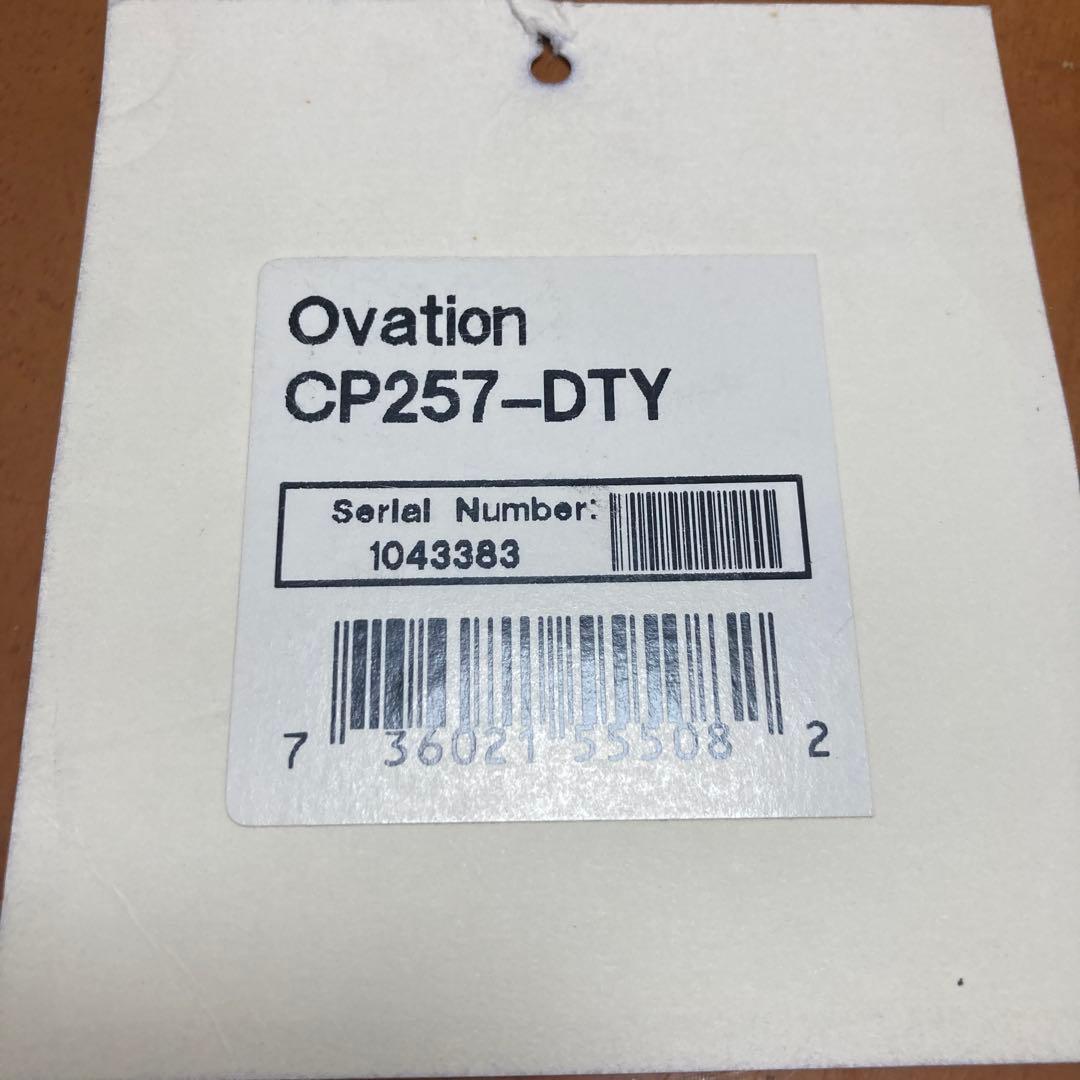 Ovation
CP257-DTY
Serial Number:
1043383
7 36021 55508 2